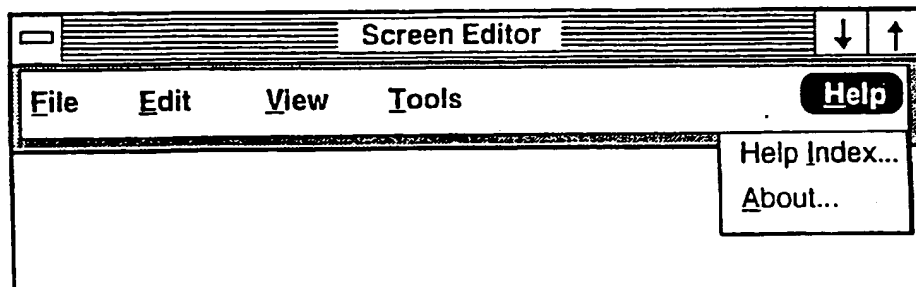 Screen Editor
File Edit View Tools Help
Help Index...
About...